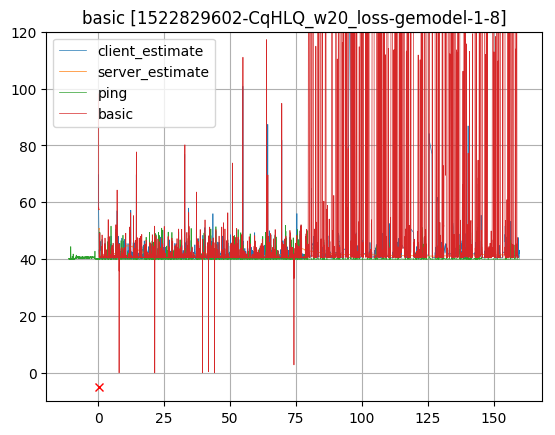 basic [1522829602-CqHLQ_w20_loss-gemodel-1-8]
client_estimate
server_estimate
ping
basic
120
100
80
60
40
20
0
0
25
50
75
100
125
150